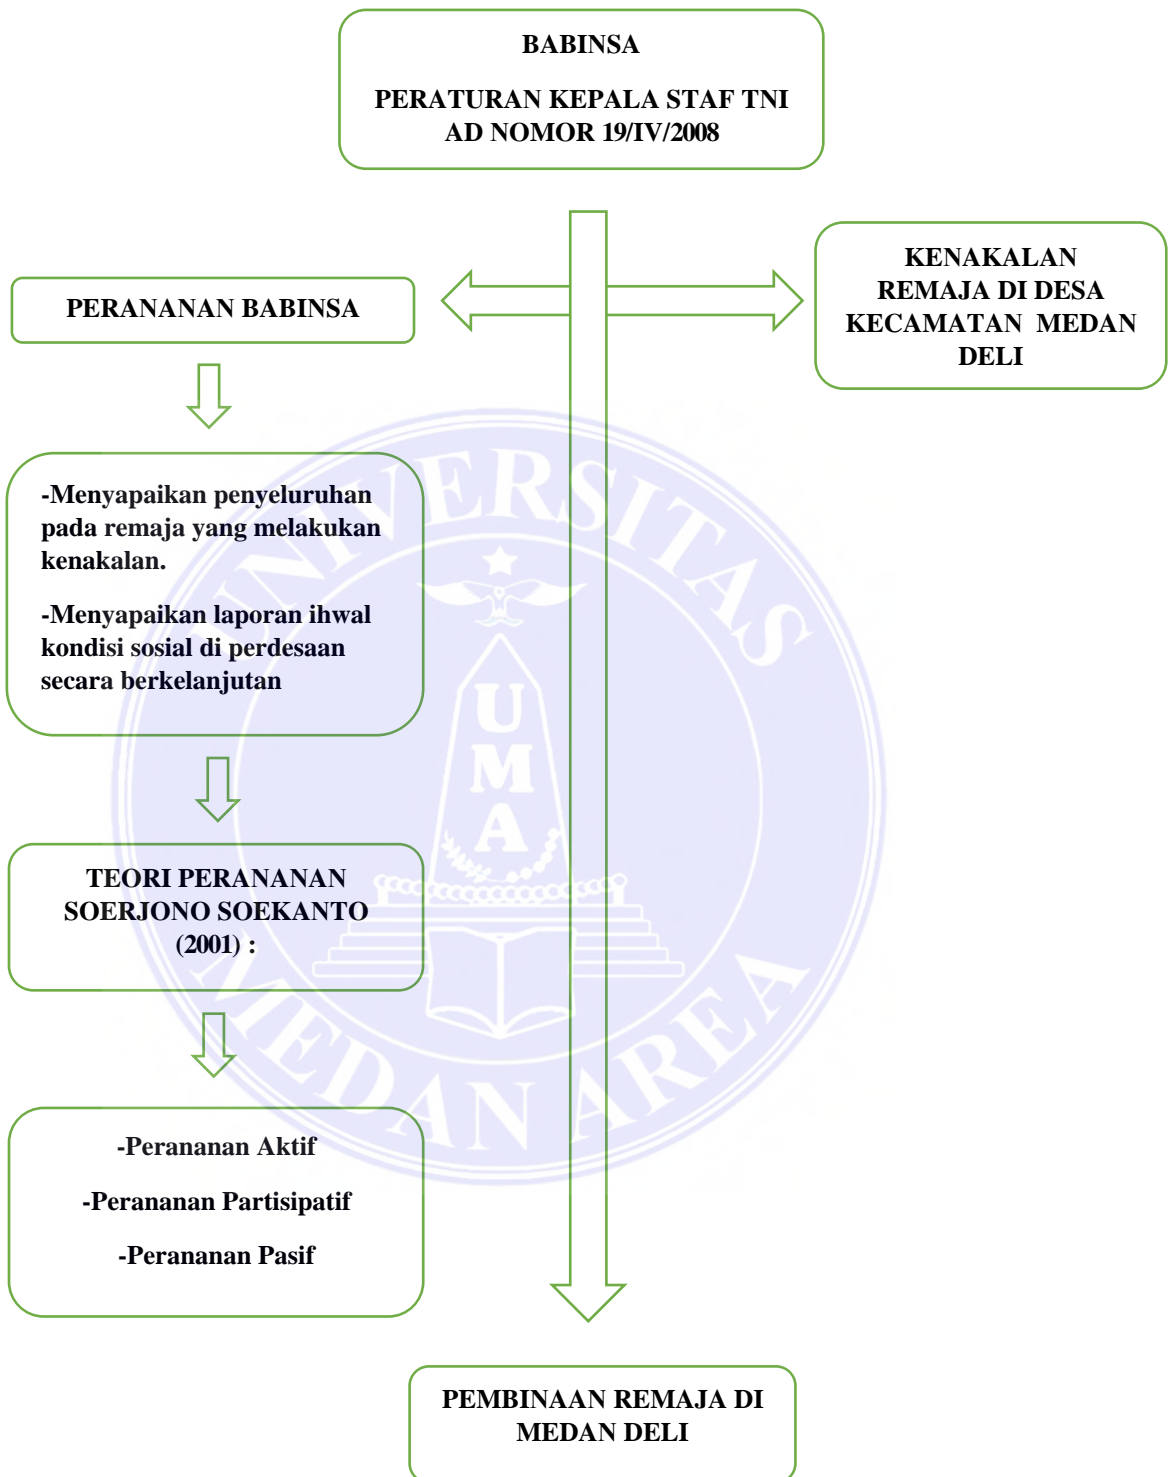 BABINSA
PERATURAN KEPALA STAF TNI
AD NOMOR 19/IV/2008
KENAKALAN
REMAJA DI DESA
KECAMATAN MEDAN
DELI
PERANANAN BABINSA
-Menyapaikan penyeluruhan
pada remaja yang melakukan
kenakalan.
-Menyapaikan laporan ihwal
kondisi sosial di perdesaan
secara berkelanjutan
TEORI PERANANAN
SOERJONO SOEKANTO
(2001) :
-Perananan Aktif
-Perananan Partisipatif
-Perananan Pasif
PEMBINAAN REMAJA DI
MEDAN DELI
UNIVERSITAS
UMA
MEDAN AREA